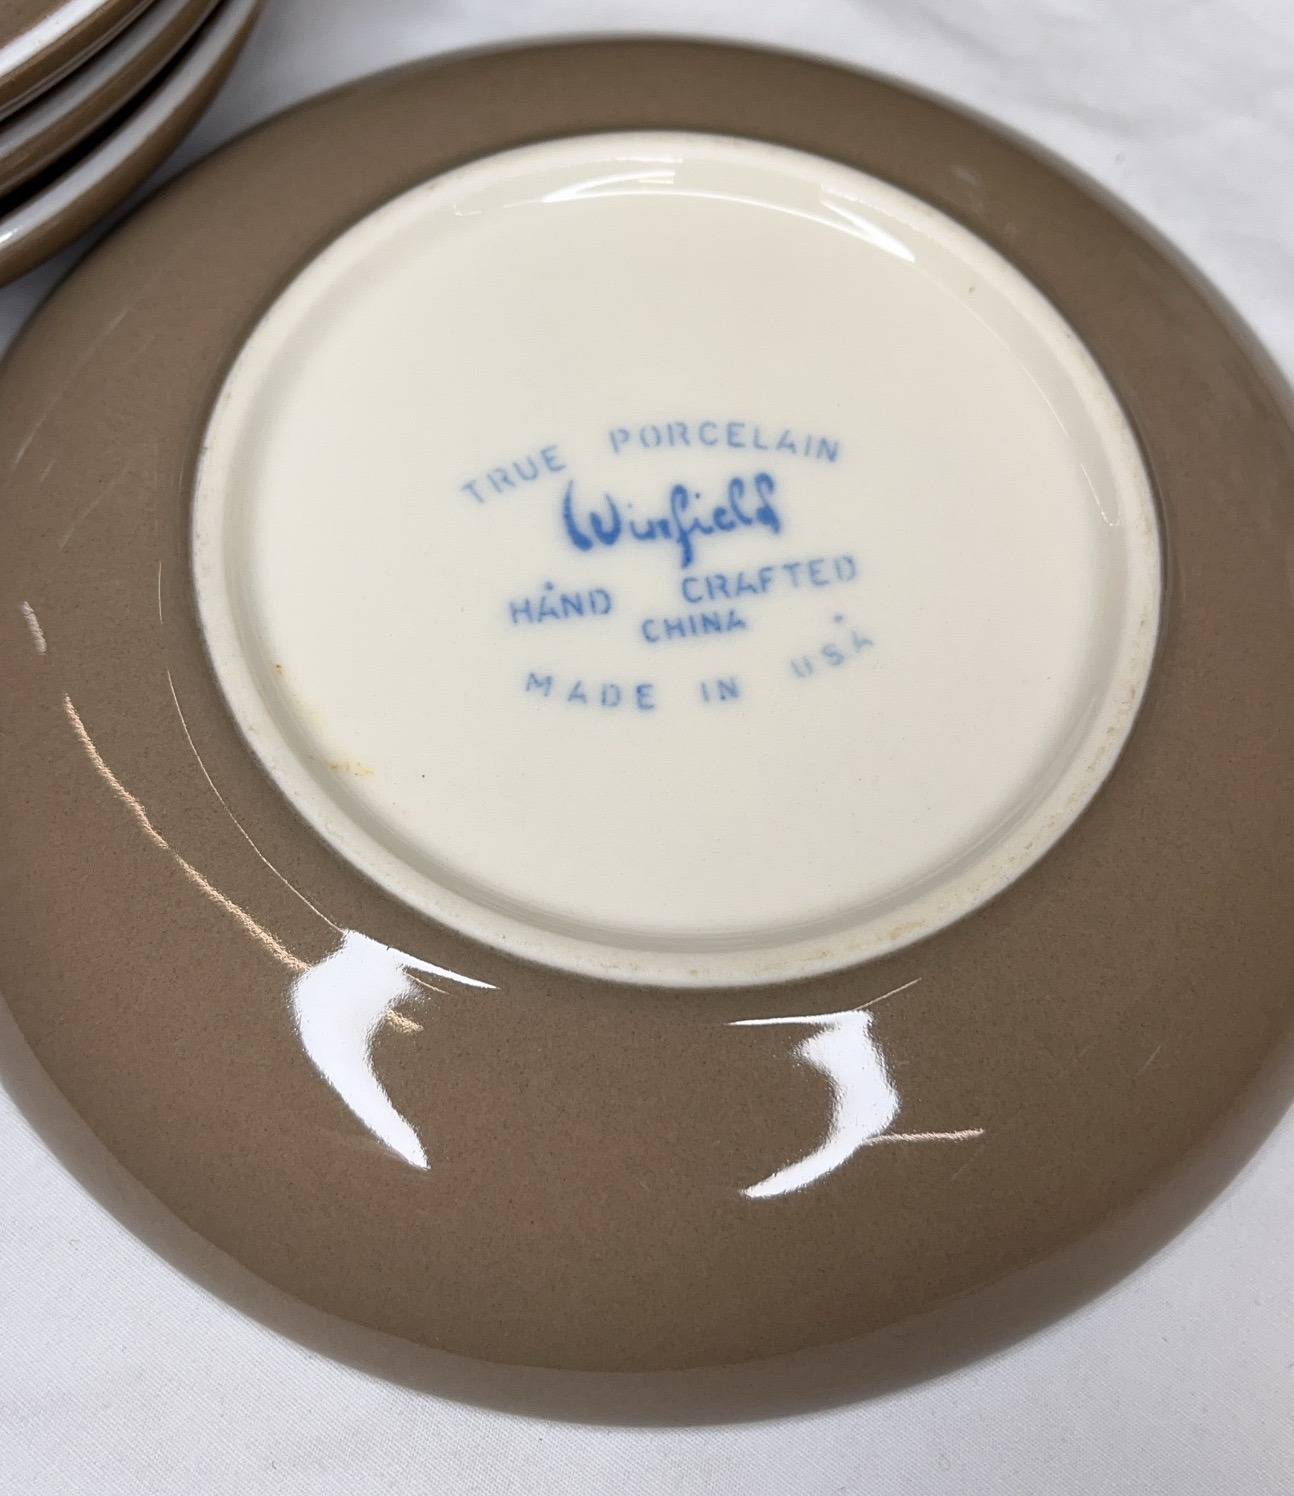 TRUE PORCELAIN
Winfield
HAND CRAFTED
CHINA
MADE IN USA